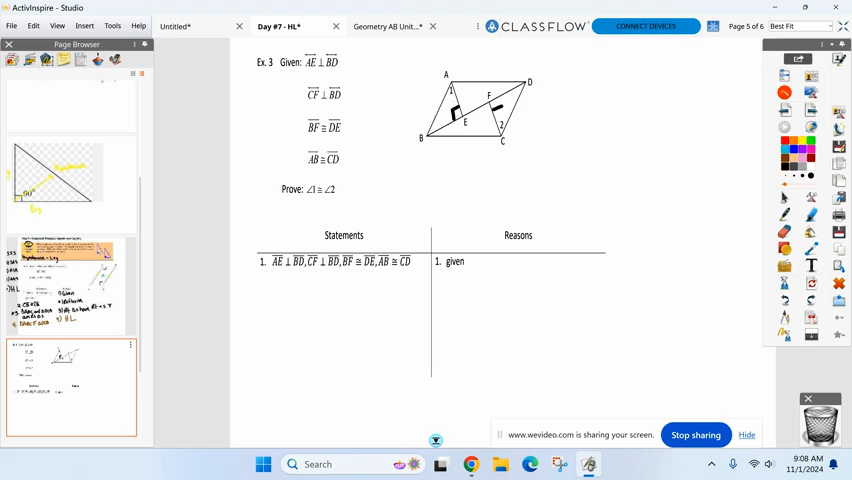 ActivInspire - Studio
File Edit View Insert Tools Help
Untitled*
Day #7 - HL*
Geometry AB Unit...*
CLASSFLOW
CONNECT DEVICES
Page 5 of 6
Best Fit
Page Browser
Ex. 3 Given: AE ⊥ BD
CF ⊥ BD
BF ≅ DE
AB ≅ CD
Prove: ∠1 ≅ ∠2
A
D
1
F
E
2
B
C
Statements
Reasons
1. AE ⊥ BD, CF ⊥ BD, BF ≅ DE, AB ≅ CD
1. given
90°
Leg
HL
www.wevideo.com is sharing your screen.
Stop sharing
Hide
Search
9:08 AM
11/1/2024